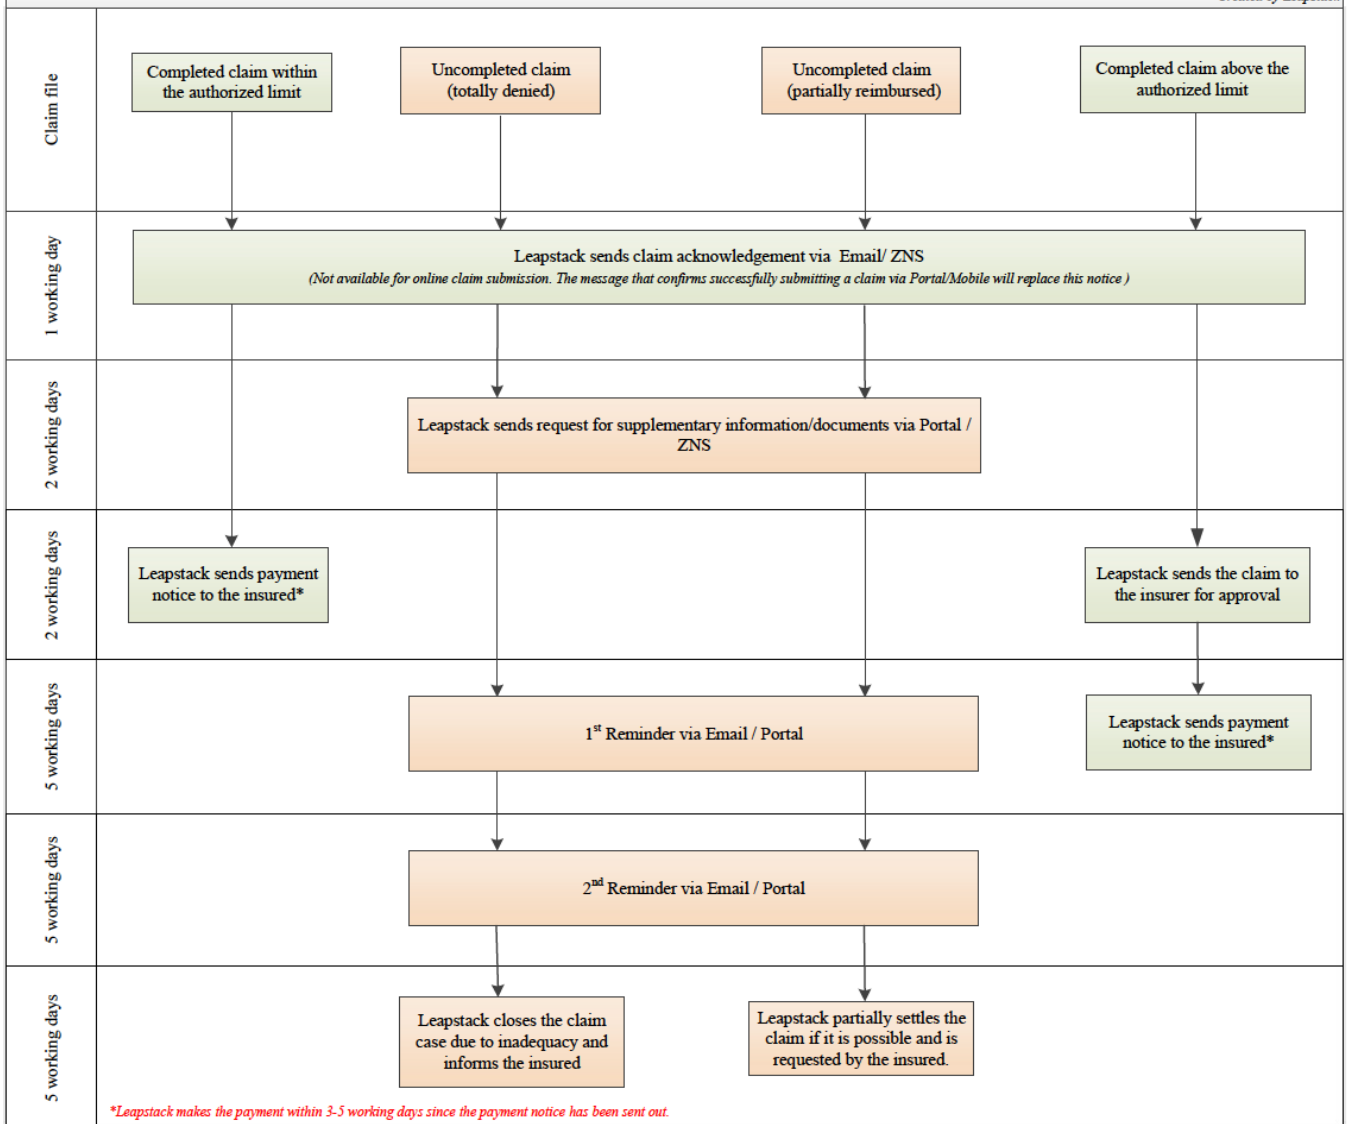 Claim file
Completed claim within
the authorized limit
Uncompleted claim
(totally denied)
Uncompleted claim
(partially reimbursed)
Completed claim above the
authorized limit
1 working day
Leapstack sends claim acknowledgement via Email/ ZNS
(Not available for online claim submission. The message that confirms successfully submitting a claim via Portal/Mobile will replace this notice )
2 working days
Leapstack sends request for supplementary information/documents via Portal /
ZNS
2 working days
Leapstack sends payment
notice to the insured*
Leapstack sends the claim to
the insurer for approval
5 working days
1st Reminder via Email / Portal
Leapstack sends payment
notice to the insured*
5 working days
2nd Reminder via Email / Portal
5 working days
Leapstack closes the claim
case due to inadequacy and
informs the insured
Leapstack partially settles the
claim if it is possible and is
requested by the insured.
*Leapstack makes the payment within 3-5 working days since the payment notice has been sent out.